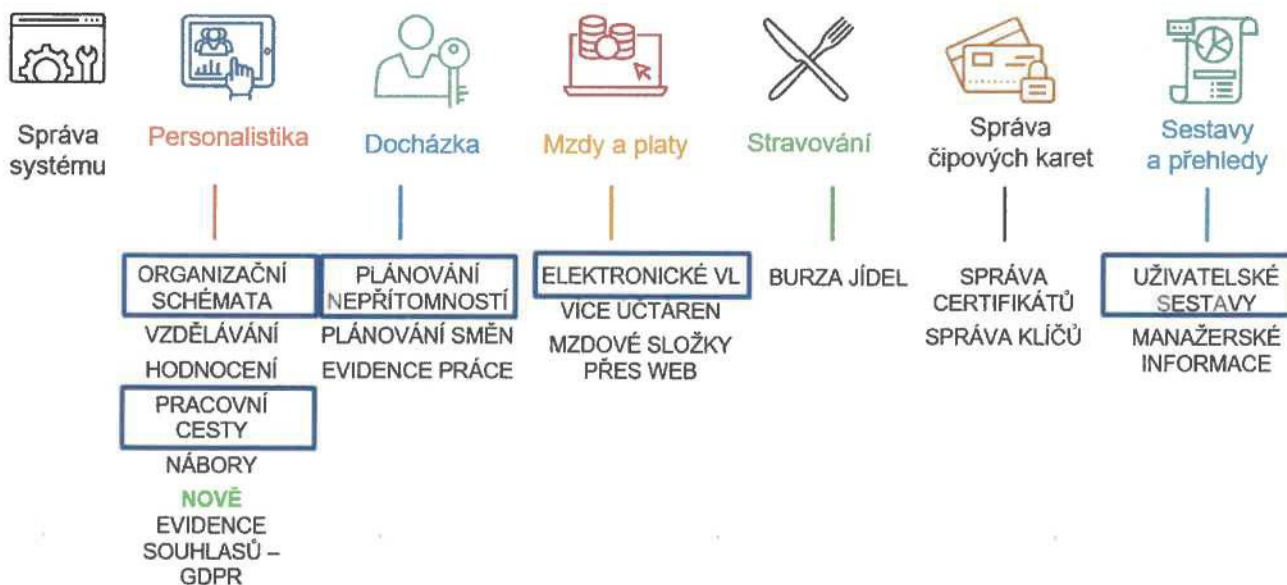 Správa
systému
Personalistika
Docházka
Mzdy a platy
Stravování
Správa
čipových karet
Sestavy
a přehledy
ORGANIZAČNÍ
SCHÉMATA
VZDĚLÁVÁNÍ
HODNOCENÍ
PRACOVNÍ
CESTY
NÁBORY
NOVĚ
EVIDENCE
SOUHLASŮ –
GDPR
PLÁNOVÁNÍ
NEPŘÍTOMNOSTÍ
PLÁNOVÁNÍ SMĚN
EVIDENCE PRÁCE
ELEKTRONICKÉ VL
VÍCE ÚČTÁREN
MZDOVÉ SLOŽKY
PŘES WEB
BURZA JÍDEL
SPRÁVA
CERTIFIKÁTŮ
SPRÁVA KLÍČŮ
UŽIVATELSKÉ
SESTAVY
MANAŽERSKÉ
INFORMACE